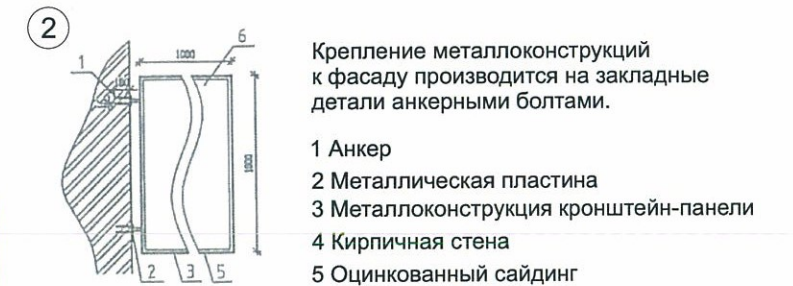 2
6
1000
1
100
1000
2
3
5
Крепление металлоконструкций
к фасаду производится на закладные
детали анкерными болтами.
1 Анкер
2 Металлическая пластина
3 Металлоконструкция кронштейн-панели
4 Кирпичная стена
5 Оцинкованный сайдинг